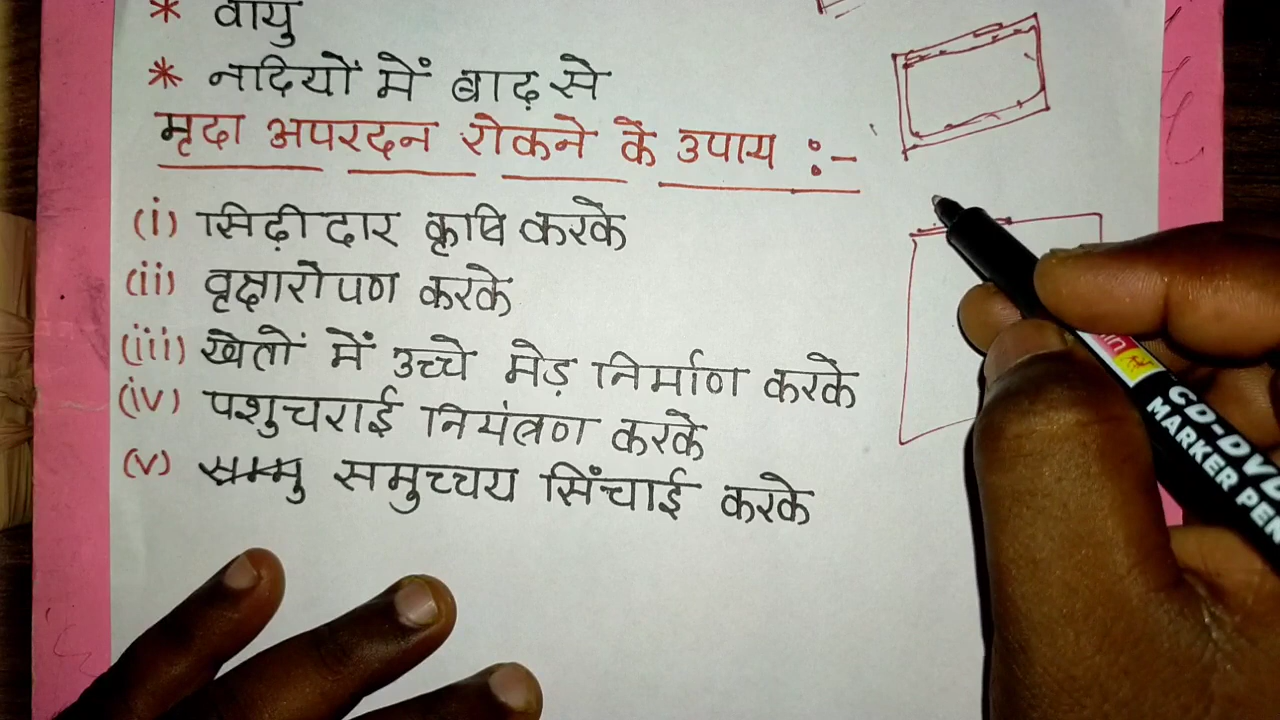 * वायु
* नदियों में बाढ़ से
मृदा अपरदन रोकने के उपाय :-
(i) सिढ़ीदार कृषि करके
(ii) वृक्षारोपण करके
(iii) खेतों में उच्चे मेड़ निर्माण करके
(iv) पशुचराई नियंत्रण करके
(v) सम्मु समुच्चय सिंचाई करके
CD-DVD
MARKER PEN